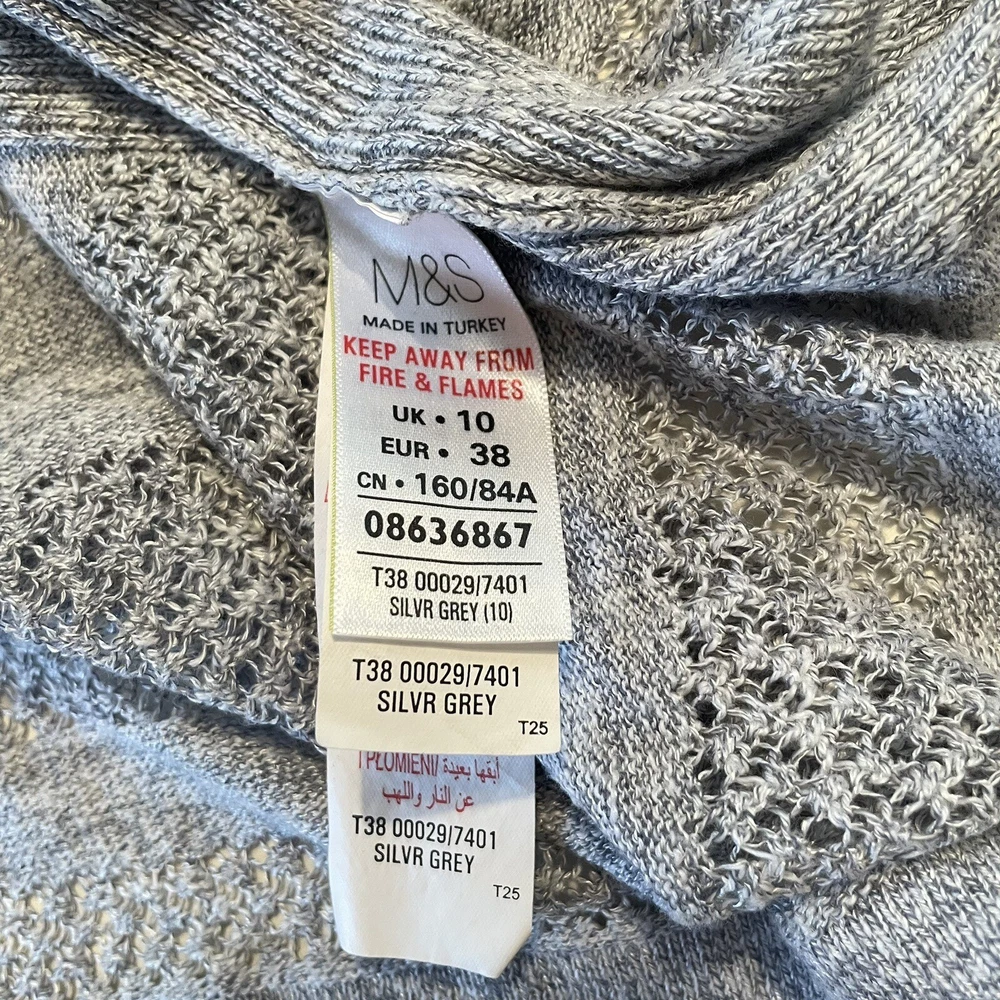 M&S
MADE IN TURKEY
KEEP AWAY FROM
FIRE & FLAMES
UK • 10
EUR • 38
CN • 160/84A
08636867
T38 00029/7401
SILVR GREY (10)
T38 00029/7401
SILVR GREY
T25
PŁOMIENI/ أبقها بعيدة
عن النار واللهب
T38 00029/7401
SILVR GREY
T25